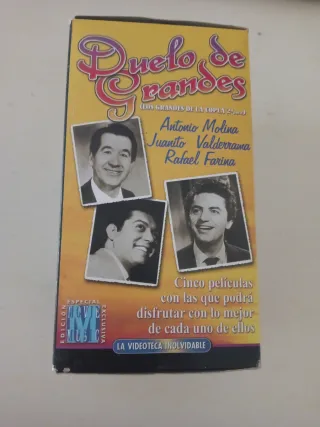 Duelo de
Grandes
Antonio Molina
Juanito Valderrama
Rafael Farina
Cinco películas
con las que podrá
disfrutar con lo mejor
de cada uno de ellos
EDICIÓN
ESPECIAL
EXCLUSIVA
LA VIDEOTECA INOLVIDABLE